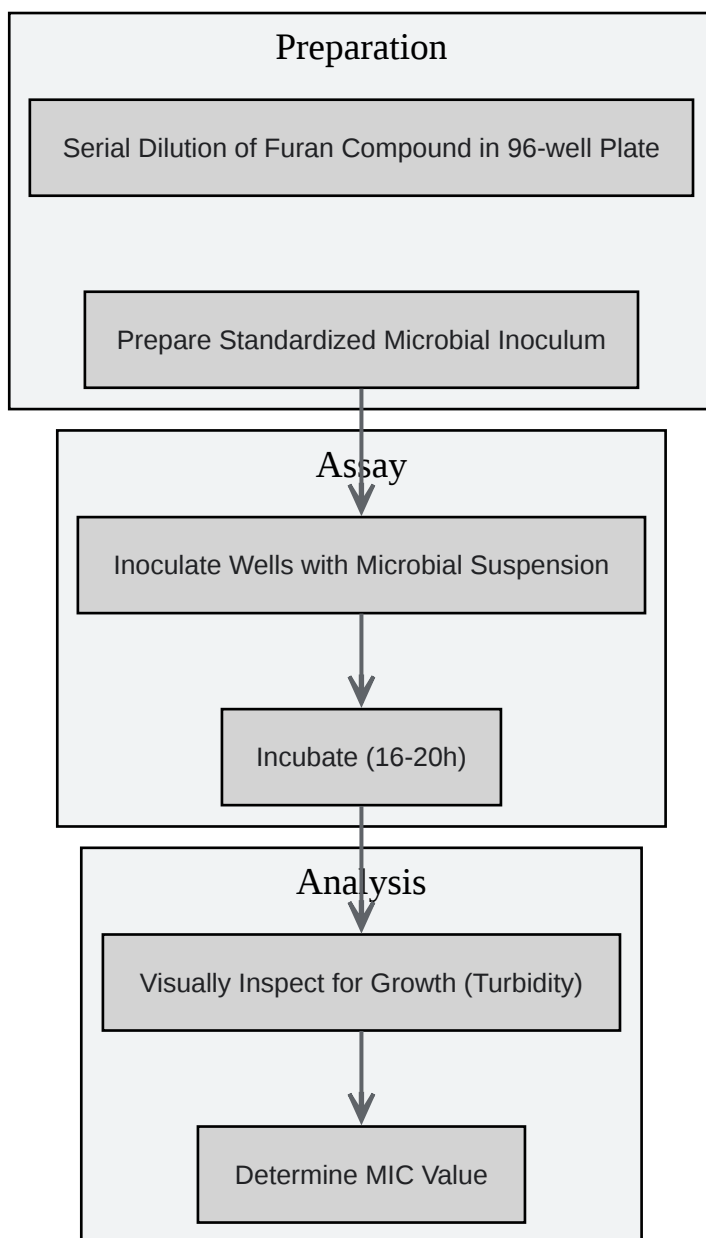 Preparation
Serial Dilution of Furan Compound in 96-well Plate
Prepare Standardized Microbial Inoculum
Assay
Inoculate Wells with Microbial Suspension
Incubate (16-20h)
Analysis
Visually Inspect for Growth (Turbidity)
Determine MIC Value